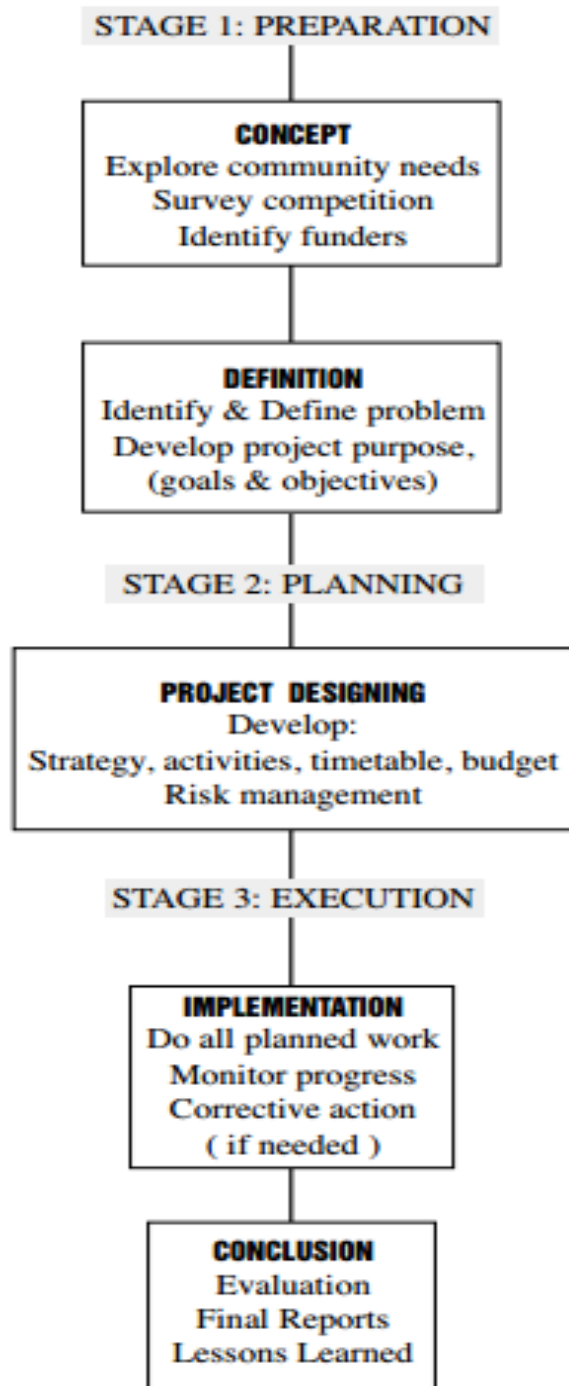 STAGE 1: PREPARATION
CONCEPT
Explore community needs
Survey competition
Identify funders
DEFINITION
Identify & Define problem
Develop project purpose,
(goals & objectives)
STAGE 2: PLANNING
PROJECT DESIGNING
Develop:
Strategy, activities, timetable, budget
Risk management
STAGE 3: EXECUTION
IMPLEMENTATION
Do all planned work
Monitor progress
Corrective action
( if needed )
CONCLUSION
Evaluation
Final Reports
Lessons Learned